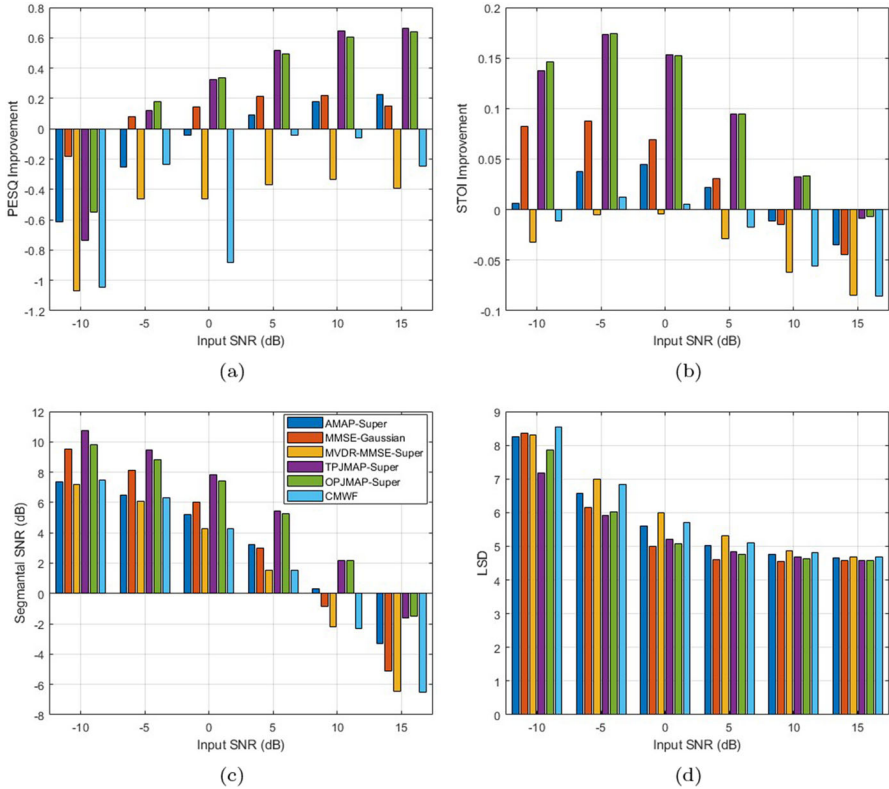 0.8
0.6
0.4
0.2
0
-0.2
-0.4
-0.6
-0.8
-1
-1.2
PESQ Improvement
-10 -5 0 5 10 15
Input SNR (dB)
(a)
0.2
0.15
0.1
0.05
0
-0.05
-0.1
STOI Improvement
-10 -5 0 5 10 15
Input SNR (dB)
(b)
12
10
8
6
4
2
0
-2
-4
-6
-8
Segmantal SNR (dB)
AMAP-Super
MMSE-Gaussian
MVDR-MMSE-Super
TPJMAP-Super
OPJMAP-Super
CMWF
-10 -5 0 5 10 15
Input SNR (dB)
(c)
9
8
7
6
5
4
3
2
1
0
LSD
-10 -5 0 5 10 15
Input SNR (dB)
(d)